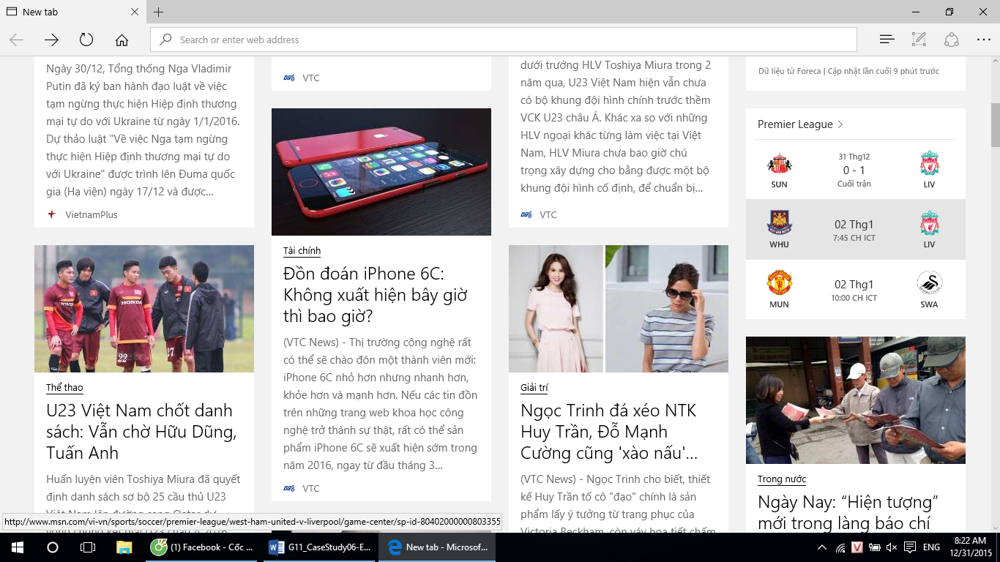 New tab
Search or enter web address
Ngày 30/12, Tổng thống Nga Vladimir
Putin đã ký ban hành đạo luật về việc
tạm ngừng thực hiện Hiệp định thương
mại tự do với Ukraine từ ngày 1/1/2016.
Dự thảo luật "Về việc Nga tạm ngừng
thực hiện Hiệp định thương mại tự do
với Ukraine" được trình lên Đuma quốc
gia (Hạ viện) ngày 17/12 và được...
VietnamPlus
Thể thao
U23 Việt Nam chốt danh
sách: Vẫn chờ Hữu Dũng,
Tuấn Anh
Huấn luyện viên Toshiya Miura đã quyết
định danh sách sơ bộ 25 cầu thủ U23
VTC
Tài chính
Đồn đoán iPhone 6C:
Không xuất hiện bây giờ
thì bao giờ?
(VTC News) - Thị trường công nghệ rất
có thể sẽ chào đón một thành viên mới:
iPhone 6C nhỏ hơn nhưng nhanh hơn,
khỏe hơn và mạnh hơn. Nếu các tin đồn
trên những trang web khoa học công
nghệ trở thành sự thật, rất có thể sản
phẩm iPhone 6C sẽ xuất hiện sớm trong
năm 2016, ngay từ đầu tháng 3...
VTC
dưới trướng HLV Toshiya Miura trong 2
năm qua, U23 Việt Nam hiện vẫn chưa
có bộ khung đội hình chính trước thềm
VCK U23 châu Á. Khác xa so với những
HLV ngoại khác từng làm việc tại Việt
Nam, HLV Miura chưa bao giờ chú
trọng xây dựng cho bằng được một bộ
khung đội hình cố định, để chuẩn bị...
VTC
Giải trí
Ngọc Trinh đá xéo NTK
Huy Trần, Đỗ Mạnh
Cường cũng 'xào nấu'...
(VTC News) - Ngọc Trinh cho biết, thiết
kế Huy Trần tố cô "đạo" chính là sản
phẩm lấy ý tưởng từ trang phục của
Victoria Beckham, còn váy hoạ tiết chấm
Dữ liệu từ Foreca | Cập nhật lần cuối 9 phút trước
Premier League
31 Thg12
0 - 1
Cuối trận
SUN
LIV
02 Thg1
7:45 CH ICT
WHU
LIV
02 Thg1
10:00 CH ICT
MUN
SWA
Trong nước
Ngày Nay: “Hiện tượng”
mới trong làng báo chí
http://www.msn.com/vi-vn/sports/soccer/premier-league/west-ham-united-v-liverpool/game-center/sp-id-80402000000803355
(1) Facebook - Cốc ...
G11_CaseStudy06-E...
New tab - Microsof...
ENG
8:22 AM
12/31/2015